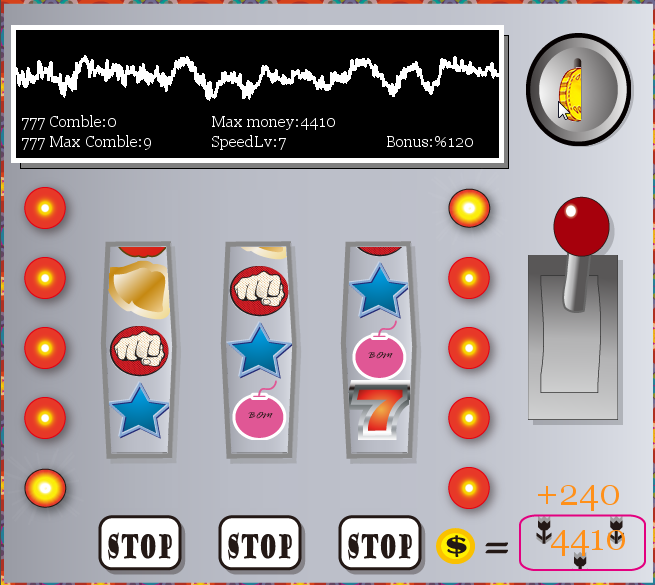 777 Comble:0 Max money:4410
777 Max Comble:9 SpeedLv:7 Bonus:%120
BOM
BOM
7
+240
STOP STOP STOP $ = 4410